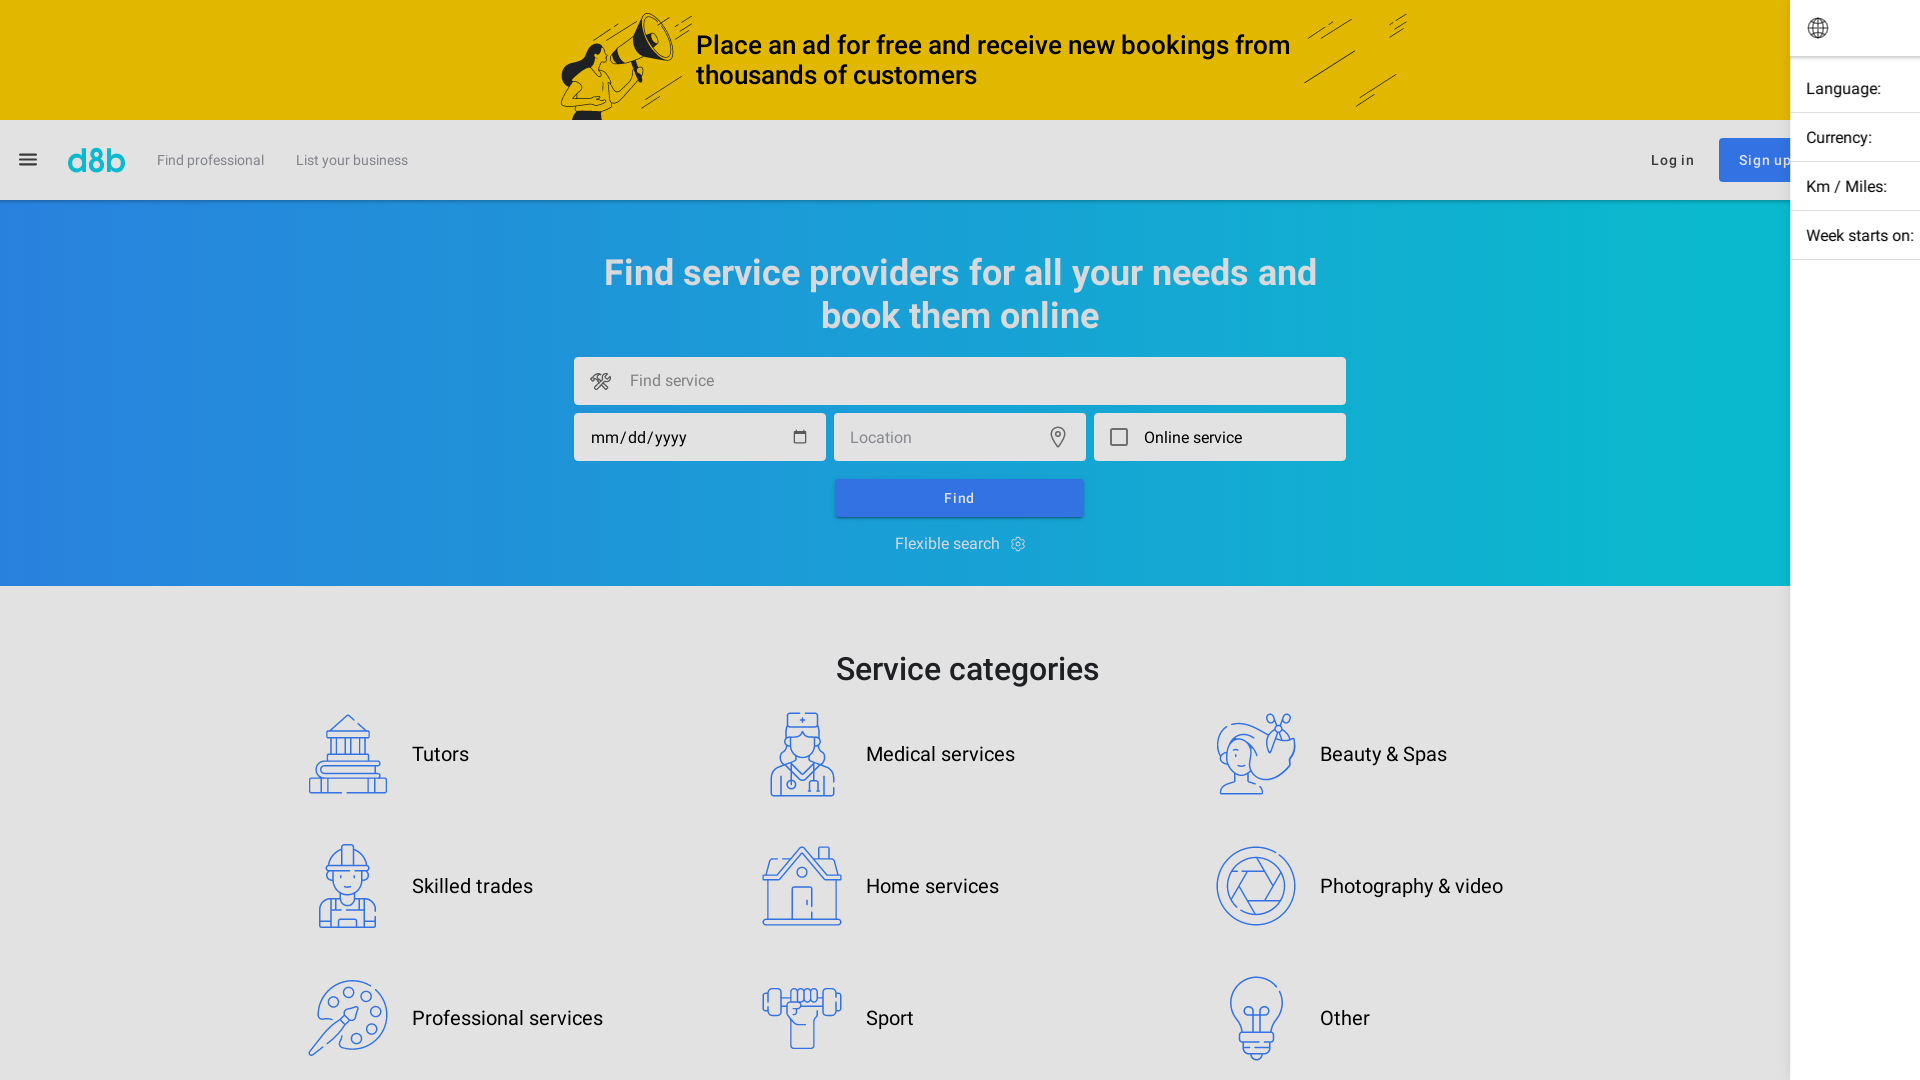 Place an ad for free and receive new bookings from
thousands of customers
d8b
Find professional
List your business
Log in
Sign up
Language:
Currency:
Km / Miles:
Week starts on:
Find service providers for all your needs and
book them online
Find service
mm/dd/yyyy
Location
Online service
Find
Flexible search
Service categories
Tutors
Medical services
Beauty & Spas
Skilled trades
Home services
Photography & video
Professional services
Sport
Other